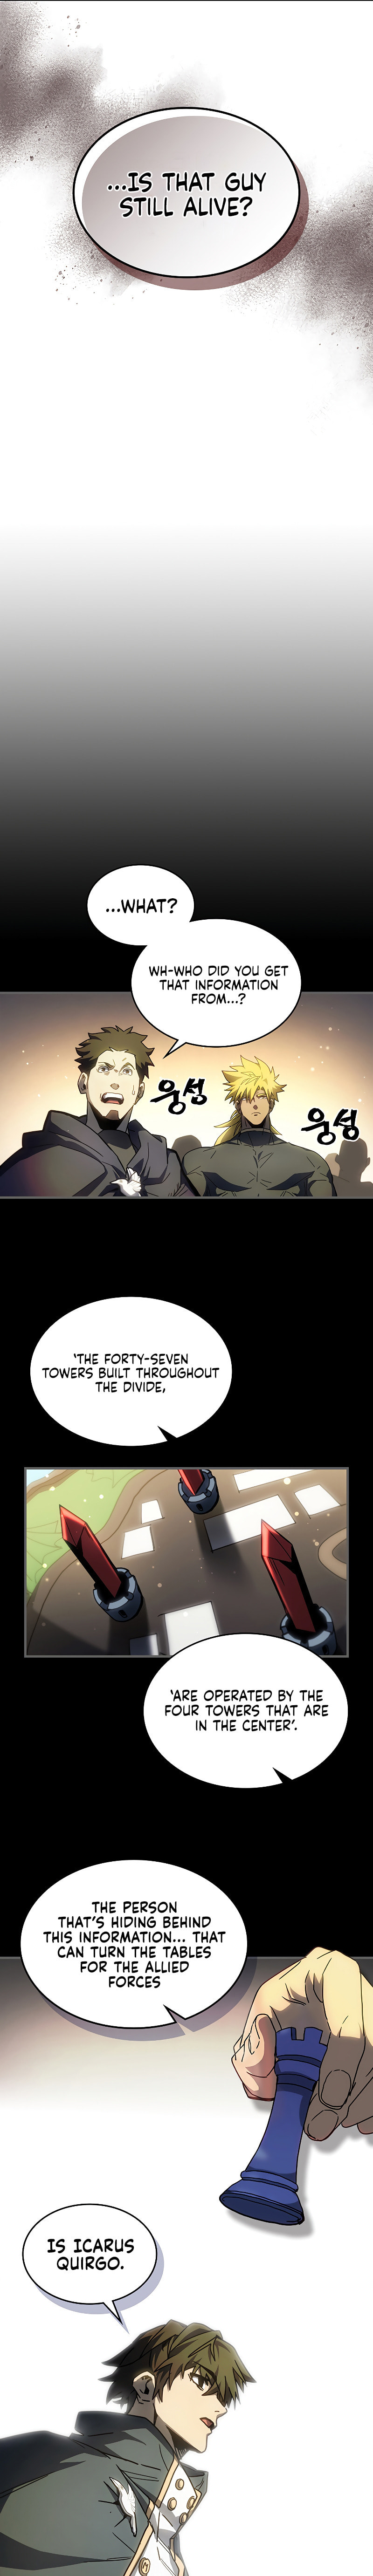 ...IS THAT GUY
STILL ALIVE?
...WHAT?
WH-WHO DID YOU GET
THAT INFORMATION
FROM...?
웅성
웅성
'THE FORTY-SEVEN
TOWERS BUILT THROUGHOUT
THE DIVIDE,
'ARE OPERATED BY THE
FOUR TOWERS THAT ARE
IN THE CENTER'.
THE PERSON
THAT'S HIDING BEHIND
THIS INFORMATION... THAT
CAN TURN THE TABLES
FOR THE ALLIED
FORCES
IS ICARUS
QUIRGO.